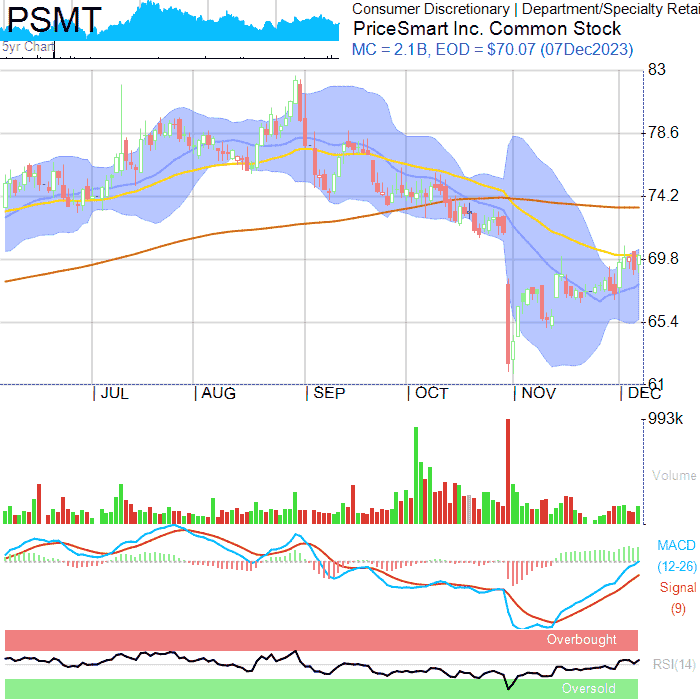 PSMT
5yr Chart
Consumer Discretionary | Department/Specialty Retai
PriceSmart Inc. Common Stock
MC = 2.1B, EOD = $70.07 (07Dec2023)
83
78.6
74.2
69.8
65.4
61
JUL AUG SEP OCT NOV DEC
993k
Volume
MACD
(12-26)
Signal
(9)
Overbought
RSI(14)
Oversold